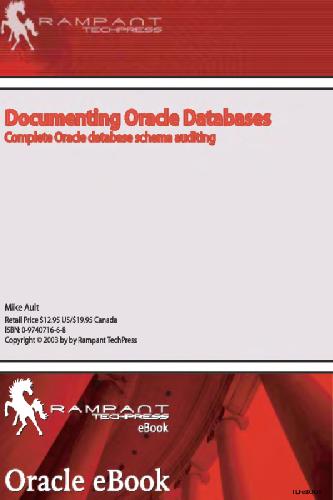 RAMPANT
TECHPRESS
Documenting Oracle Databases
Complete Oracle database schema auditing
Mike Ault
Retail Price $12.95 US/$19.95 Canada
ISBN: 0-9740716-6-8
Copyright © 2003 by by Rampant TechPress
RAMPANT
TECHPRESS
eBook
Oracle eBook